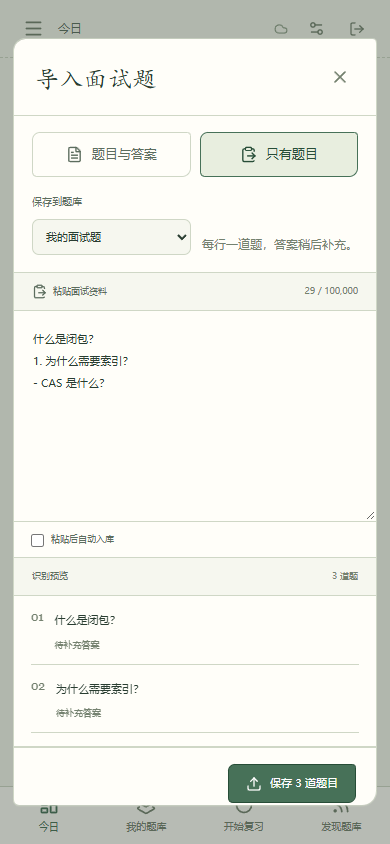 今日
导入面试题
题目与答案
只有题目
保存到题库
我的面试题
每行一道题，答案稍后补充。
粘贴面试资料
29 / 100,000
什么是闭包？
1. 为什么需要索引？
- CAS 是什么？
粘贴后自动入库
识别预览
3 道题
01 什么是闭包？
待补充答案
02 为什么需要索引？
待补充答案
保存 3 道题目
今日
我的题库
开始复习
发现题库